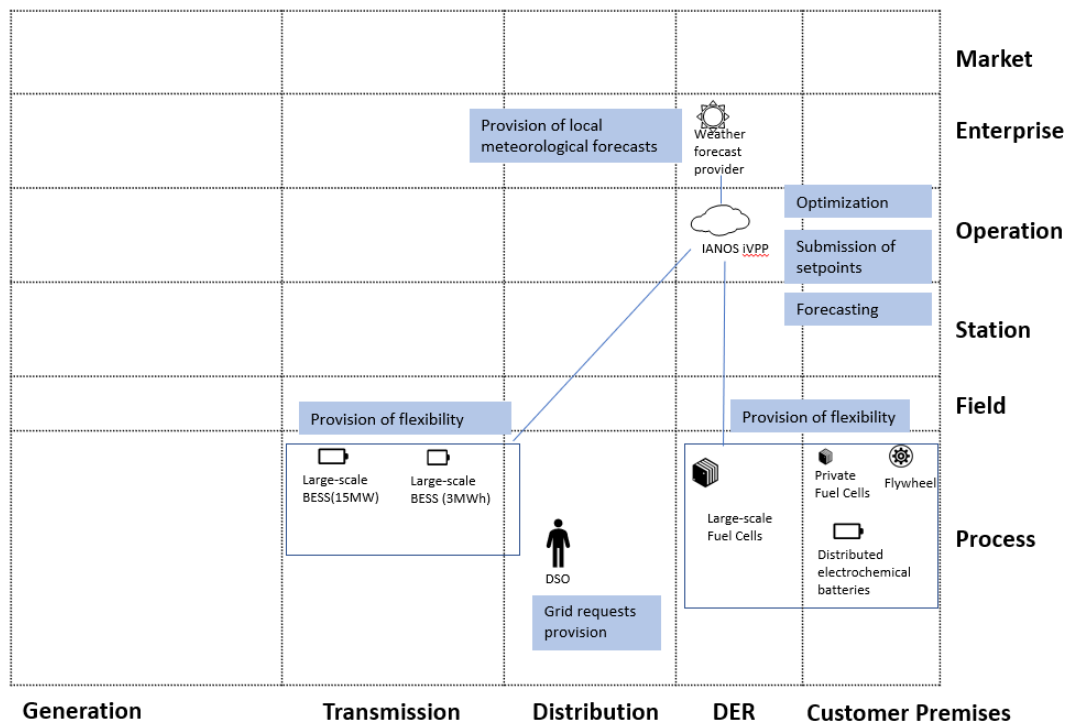 Market
Enterprise
Provision of local
meteorological forecasts
Weather
forecast
provider
Optimization
Operation
IANOS iVPP
Submission of
setpoints
Forecasting
Station
Field
Provision of flexibility
Provision of flexibility
Large-scale
BESS(15MW)
Large-scale
BESS (3MWh)
Private
Fuel Cells
Flywheel
Large-scale
Fuel Cells
Process
Distributed
electrochemical
batteries
DSO
Grid requests
provision
Generation
Transmission
Distribution
DER
Customer Premises